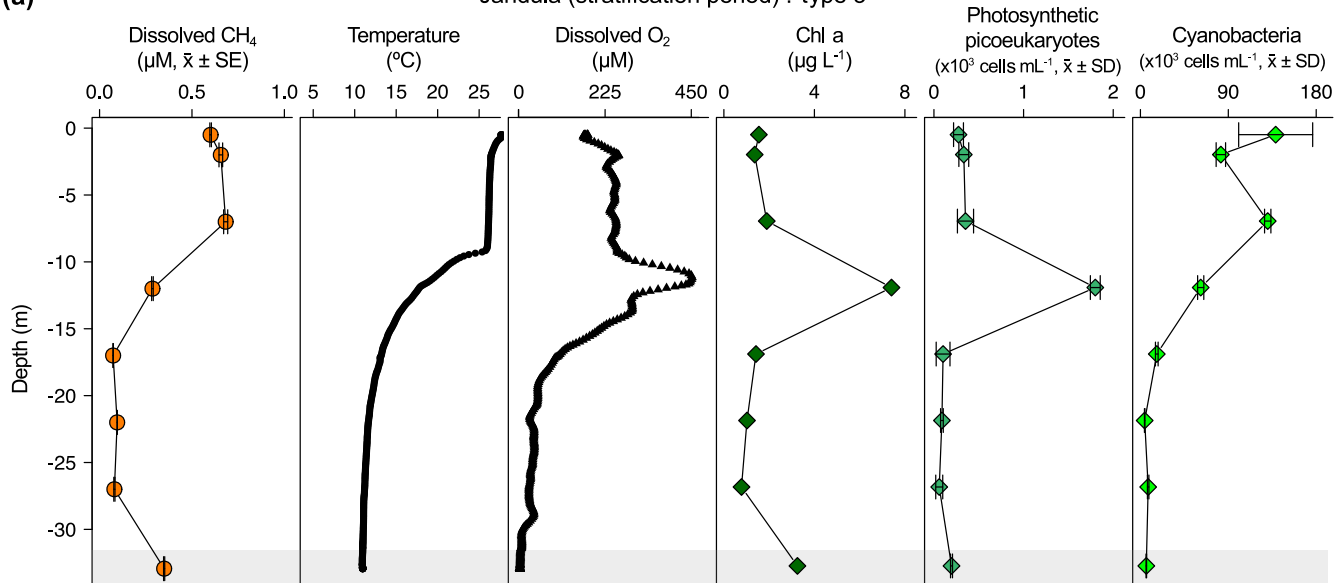 (a)
Jandula (stratification period) : type
Dissolved CH₄
(µM, x̄ ± SE)
Temperature
(ºC)
Dissolved O₂
(µM)
Chl a
(µg L⁻¹)
Photosynthetic
picoeukaryotes
(x10³ cells mL⁻¹, x̄ ± SD)
Cyanobacteria
(x10³ cells mL⁻¹, x̄ ± SD)
0.0 0.5 1.0
5 10 15 20 25
0 225 450
0 4 8
0 1 2
0 90 180
Depth (m)
0
-5
-10
-15
-20
-25
-30